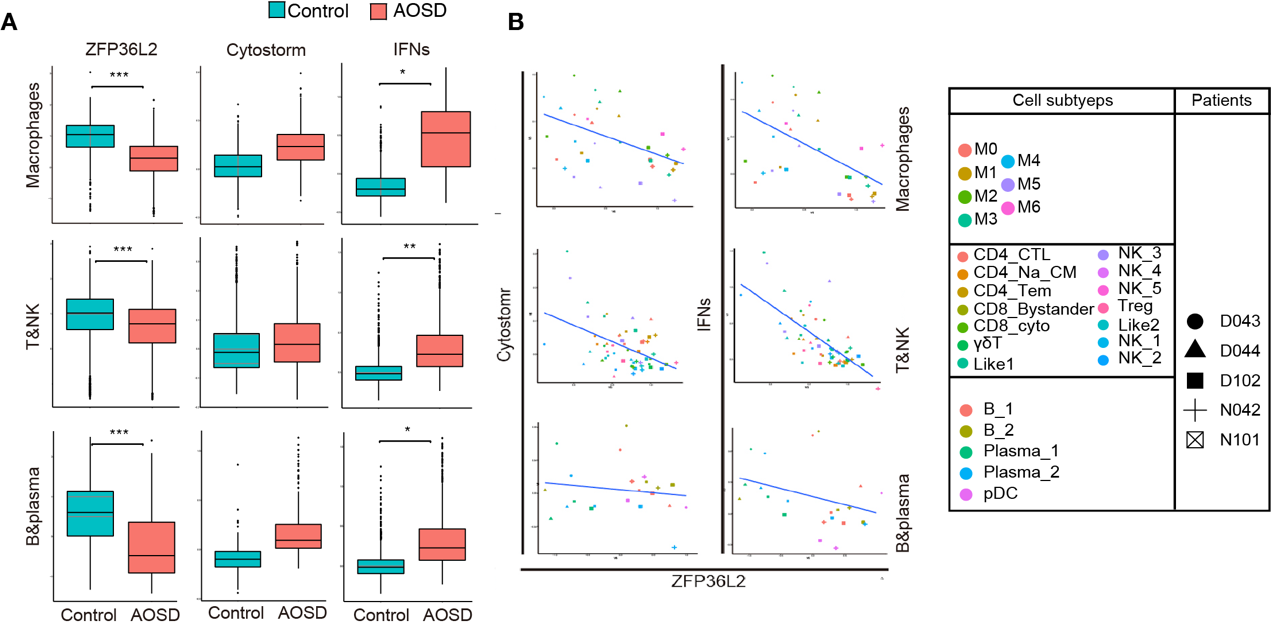 A
Control AOSD
B
ZFP36L2 Cytostorm IFNs
Macrophages
***
*
T&NK
***
**
B&plasma
***
*
Control AOSD Control AOSD Control AOSD
Cytostomr
IFNs
Macrophages
T&NK
B&plasma
ZFP36L2
Cell subtyeps Patients
M0
M1
M2
M3
M4
M5
M6
CD4_CTL
CD4_Na_CM
CD4_Tem
CD8_Bystander
CD8_cyto
γδT
Like1
NK_3
NK_4
NK_5
Treg
Like2
NK_1
NK_2
B_1
B_2
Plasma_1
Plasma_2
pDC
D043
D044
D102
N042
N101